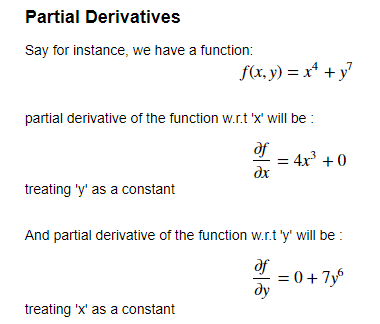 Partial Derivatives
Say for instance, we have a function:
f(x, y) = x⁴ + y⁷
partial derivative of the function w.r.t 'x' will be :
∂f/∂x = 4x³ + 0
treating 'y' as a constant
And partial derivative of the function w.r.t 'y' will be :
∂f/∂y = 0 + 7y⁶
treating 'x' as a constant